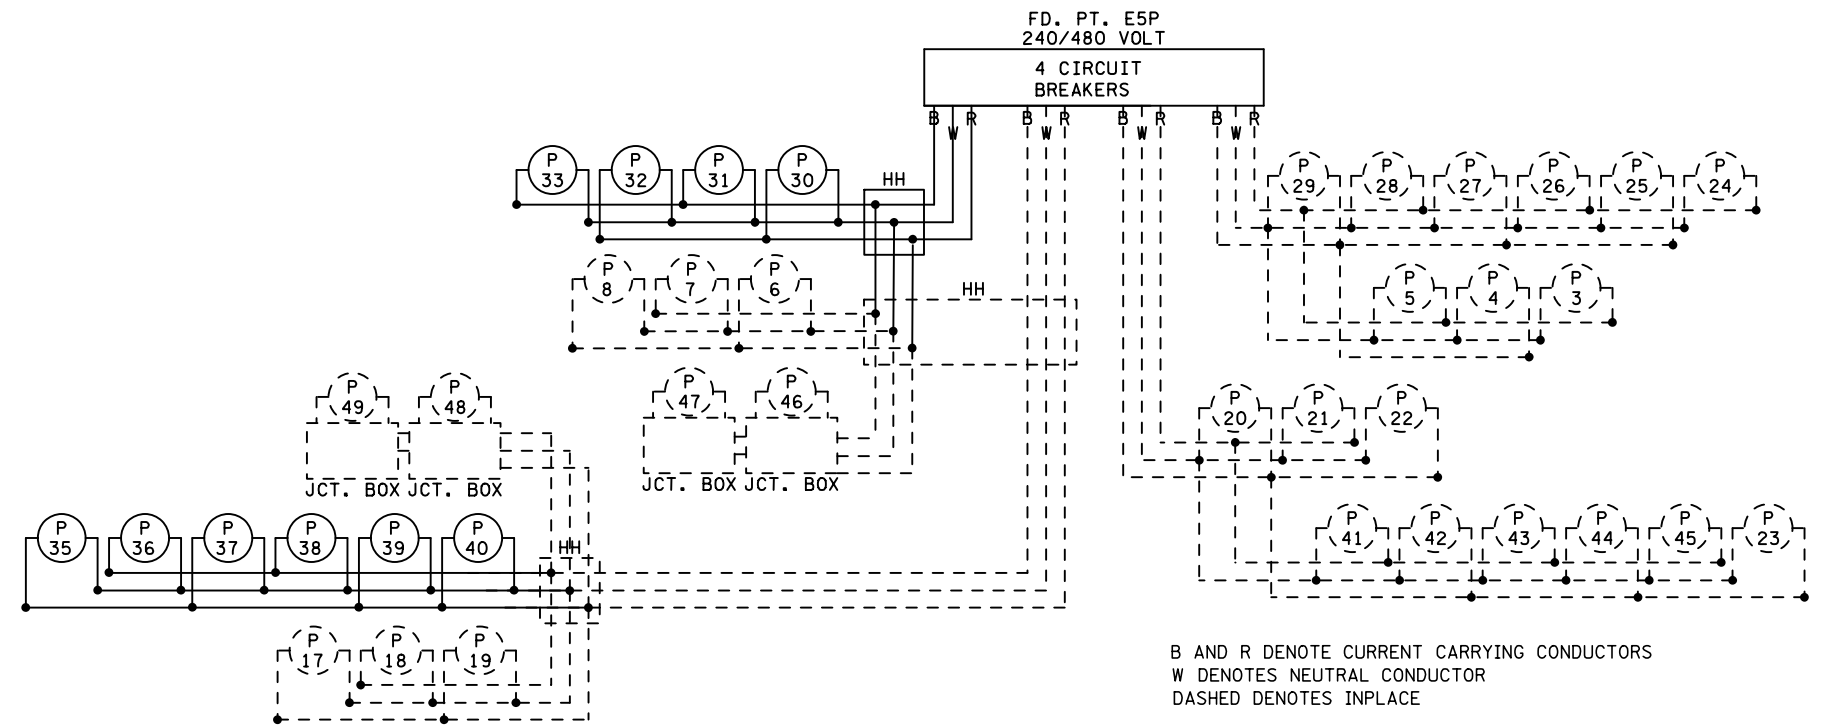 FD. PT. E5P
240/480 VOLT
4 CIRCUIT
BREAKERS
B W R B W R B W R B W R
P 33
P 32
P 31
P 30
HH
P 29
P 28
P 27
P 26
P 25
P 24
P 8
P 7
P 6
HH
P 5
P 4
P 3
P 49
P 48
P 47
P 46
P 20
P 21
P 22
JCT. BOX JCT. BOX
JCT. BOX JCT. BOX
P 35
P 36
P 37
P 38
P 39
P 40
HH
P 41
P 42
P 43
P 44
P 45
P 23
P 17
P 18
P 19
B AND R DENOTE CURRENT CARRYING CONDUCTORS
W DENOTES NEUTRAL CONDUCTOR
DASHED DENOTES INPLACE